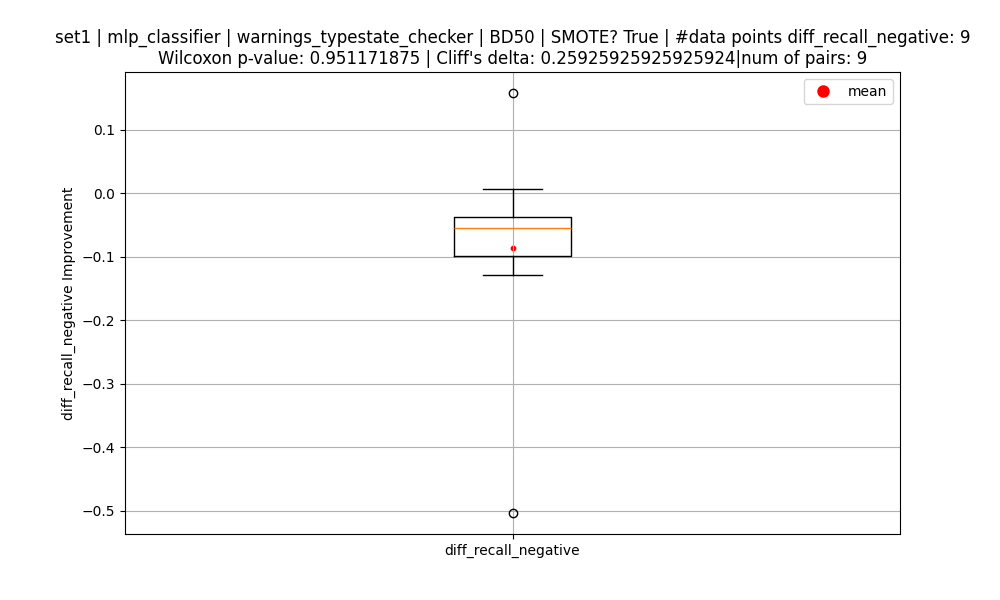 set1 | mlp_classifier | warnings_typestate_checker | BD50 | SMOTE? True | #data points diff_recall_negative: 9
Wilcoxon p-value: 0.951171875 | Cliff's delta: 0.25925925925925924|num of pairs: 9
mean
0.1
0.0
−0.1
−0.2
−0.3
−0.4
−0.5
diff_recall_negative Improvement
diff_recall_negative